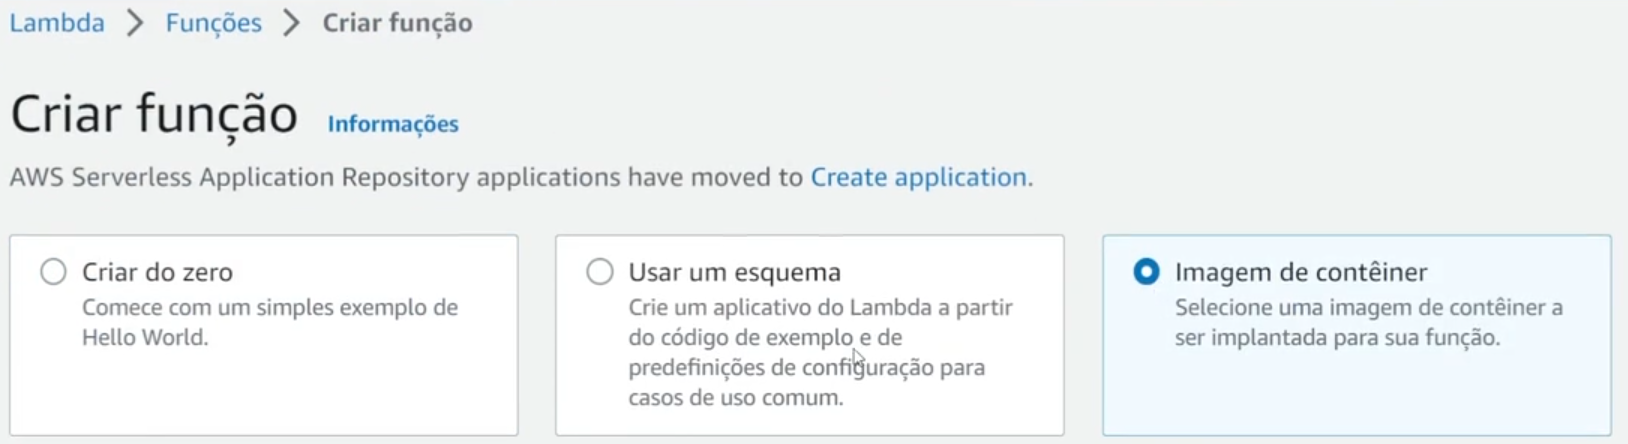 Lambda > Funções > Criar função
Criar função Informações
AWS Serverless Application Repository applications have moved to Create application.
Criar do zero
Comece com um simples exemplo de
Hello World.
Usar um esquema
Crie um aplicativo do Lambda a partir
do código de exemplo e de
predefinições de configuração para
casos de uso comum.
Imagem de contêiner
Selecione uma imagem de contêiner a
ser implantada para sua função.